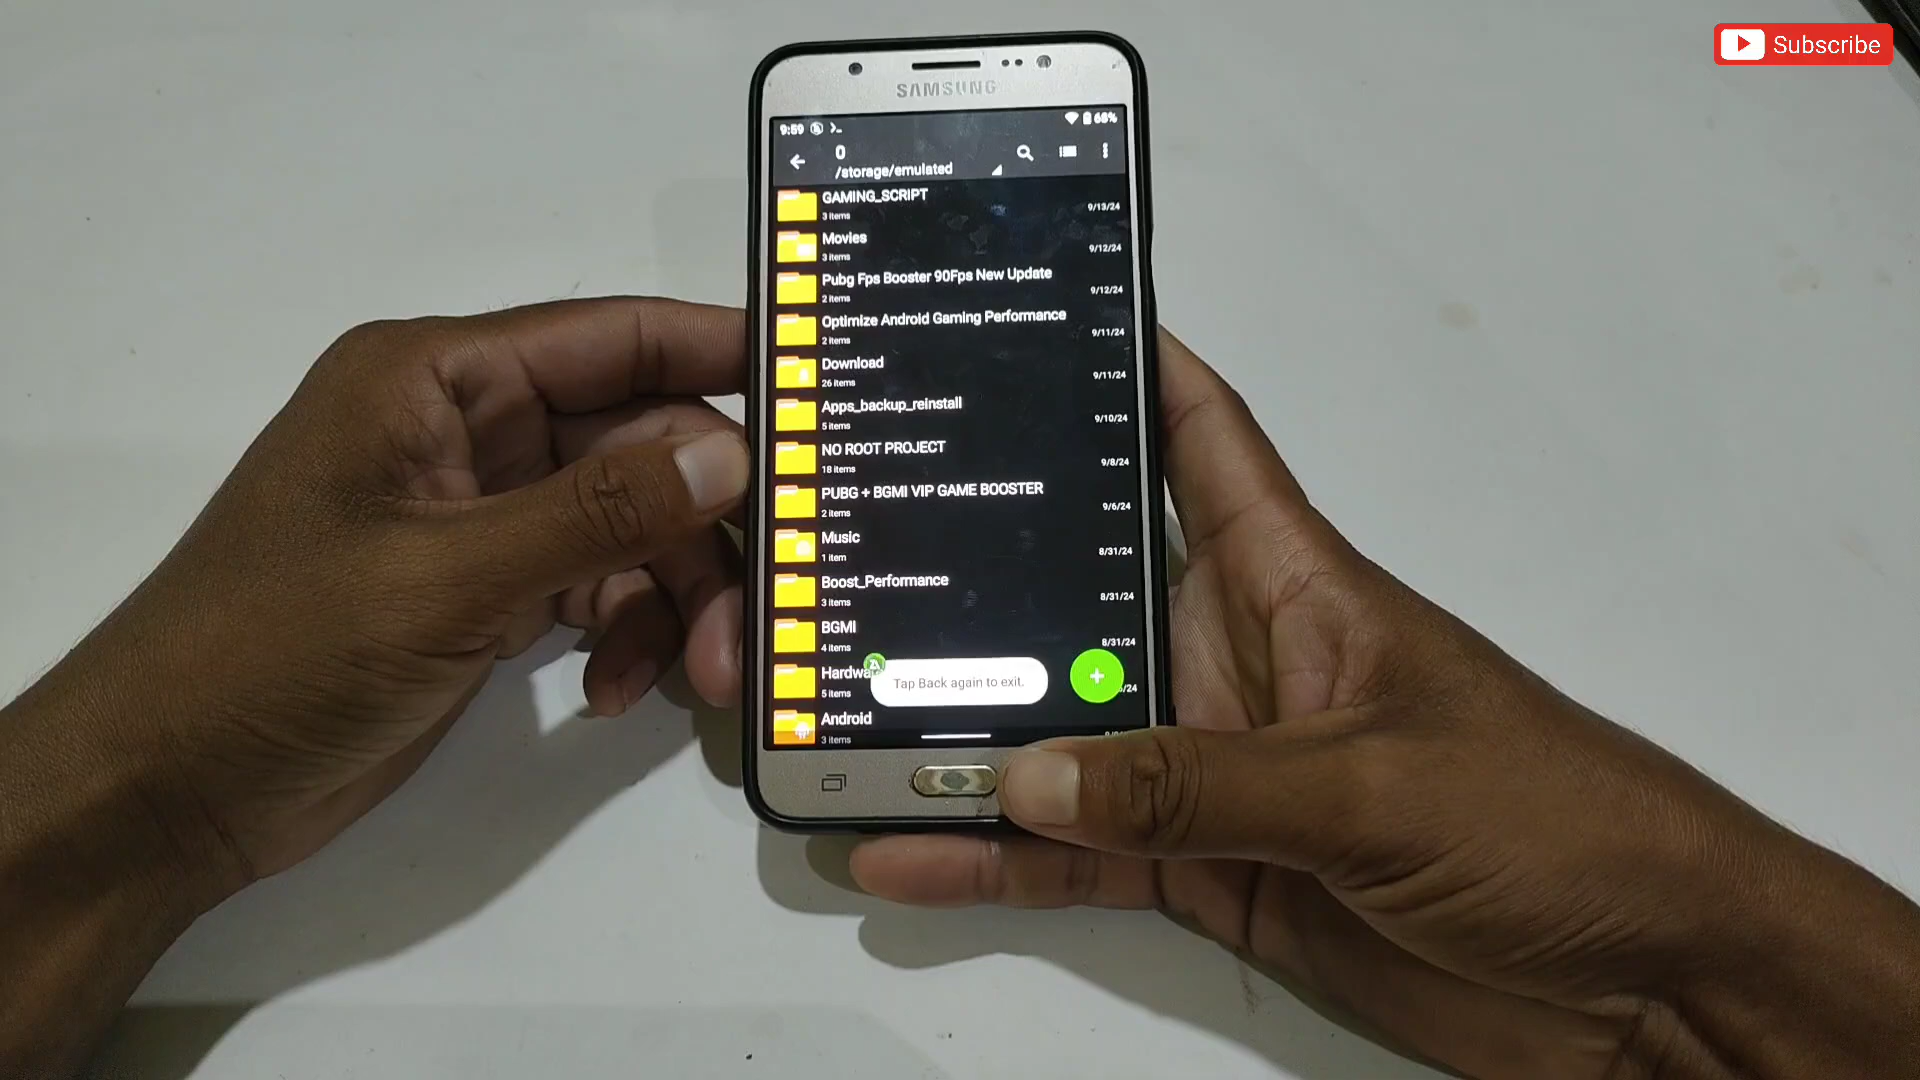 Subscribe
SAMSUNG
9:59
68%
0
/storage/emulated
GAMING_SCRIPT
3 items
9/13/24
Movies
3 items
9/12/24
Pubg Fps Booster 90Fps New Update
2 items
9/12/24
Optimize Android Gaming Performance
2 items
9/11/24
Download
26 items
9/11/24
Apps_backup_reinstall
5 items
9/10/24
NO ROOT PROJECT
18 items
9/8/24
PUBG + BGMI VIP GAME BOOSTER
2 items
9/6/24
Music
1 item
8/31/24
Boost_Performance
3 items
8/31/24
BGMI
4 items
8/31/24
5 items
/24
Tap Back again to exit.
Android
3 items